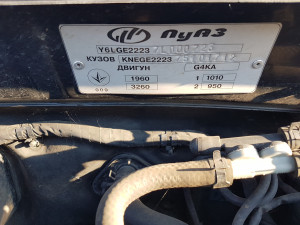 ЛуАЗ
Y6LGE2223
КУЗОВ KNEGE2223
ДВИГУН G4KA
1960 1 1010
3260 2 950